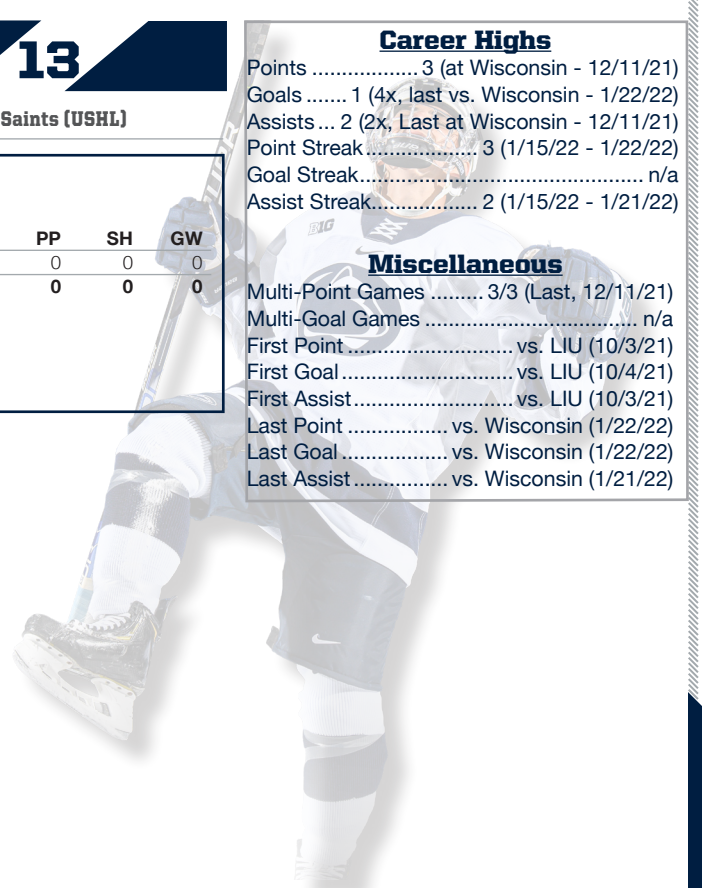 13
Saints (USHL)
PP SH GW
0 0 0
0 0 0
Career Highs
Points .................. 3 (at Wisconsin - 12/11/21)
Goals ....... 1 (4x, last vs. Wisconsin - 1/22/22)
Assists ... 2 (2x, Last at Wisconsin - 12/11/21)
Point Streak................... 3 (1/15/22 - 1/22/22)
Goal Streak................................................ n/a
Assist Streak.................. 2 (1/15/22 - 1/21/22)
Miscellaneous
Multi-Point Games ......... 3/3 (Last, 12/11/21)
Multi-Goal Games .................................... n/a
First Point ............................ vs. LIU (10/3/21)
First Goal ............................. vs. LIU (10/4/21)
First Assist ........................... vs. LIU (10/3/21)
Last Point ................. vs. Wisconsin (1/22/22)
Last Goal .................. vs. Wisconsin (1/22/22)
Last Assist ................ vs. Wisconsin (1/21/22)
B1G